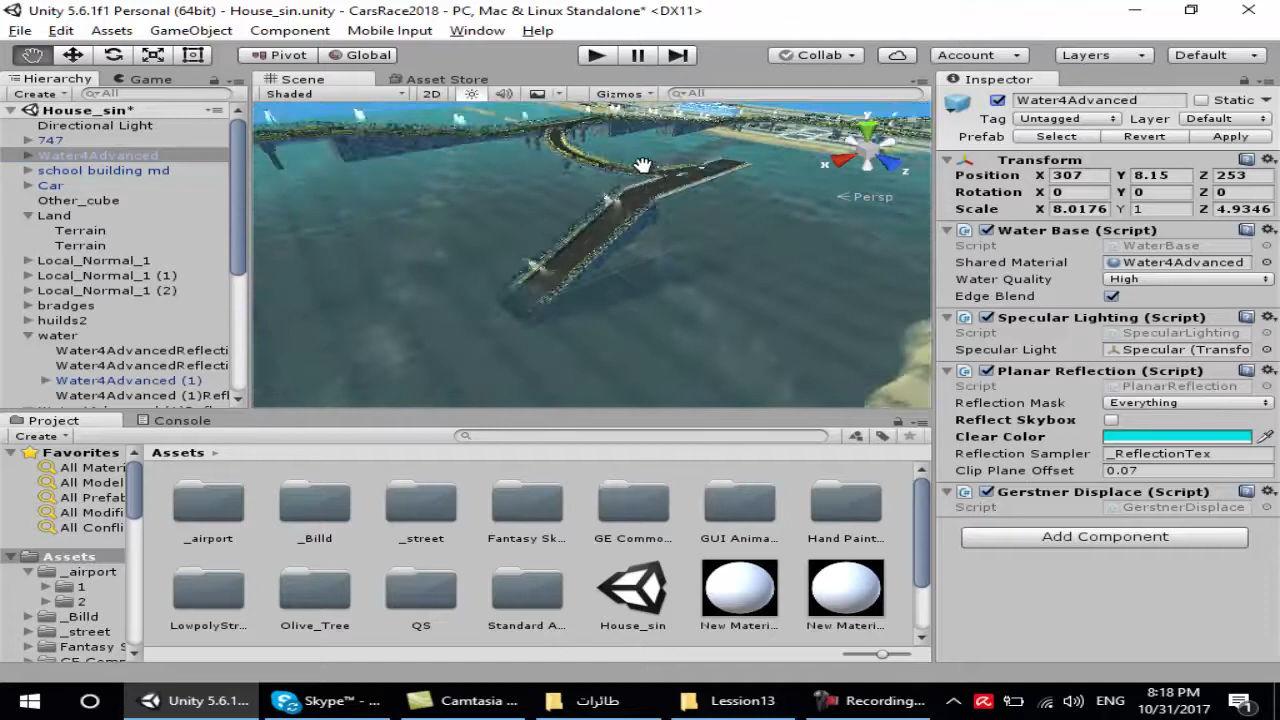 Unity 5.6.1f1 Personal (64bit) - House_sin.unity - CarsRace2018 - PC, Mac & Linux Standalone* <DX11>
File Edit Assets GameObject Component Mobile Input Window Help
Pivot Global Collab Account Layers Default
Hierarchy Game
Create All
House_sin*
Directional Light
747
Water4Advanced
school building md
Car
Other_cube
Land
Terrain
Terrain
Local_Normal_1
Local_Normal_1 (1)
Local_Normal_1 (2)
bradges
huilds2
water
Water4AdvancedReflecti
Water4AdvancedReflecti
Water4Advanced (1)
Water4Advanced (1)Refl
Scene Asset Store
Shaded 2D Gizmos All
y
x
z
Persp
Inspector
Water4Advanced Static
Tag Untagged Layer Default
Prefab Select Revert Apply
Transform
Position X 307 Y 8.15 Z 253
Rotation X 0 Y 0 Z 0
Scale X 8.0176 Y 1 Z 4.9346
Water Base (Script)
Script WaterBase
Shared Material Water4Advanced
Water Quality High
Edge Blend
Specular Lighting (Script)
Script SpecularLighting
Specular Light Specular (Transfo
Planar Reflection (Script)
Script PlanarReflection
Reflection Mask Everything
Reflect Skybox
Clear Color
Reflection Sampler _ReflectionTex
Clip Plane Offset 0.07
Gerstner Displace (Script)
Script GerstnerDisplace
Add Component
Project Console
Create
Favorites
All Materi
All Model
All Prefab
All Modifi
All Confli
Assets
_airport
1
2
_Billd
_street
Fantasy S
Assets
_airport _Billd _street Fantasy Sk... GE Commo... GUI Anima... Hand Paint...
LowpolyStr... Olive_Tree QS Standard A... House_sin New Materi... New Materi...
Unity 5.6.1... Skype™ - ... Camtasia ... طائرات Lession13 Recording... ENG 8:18 PM
10/31/2017
1